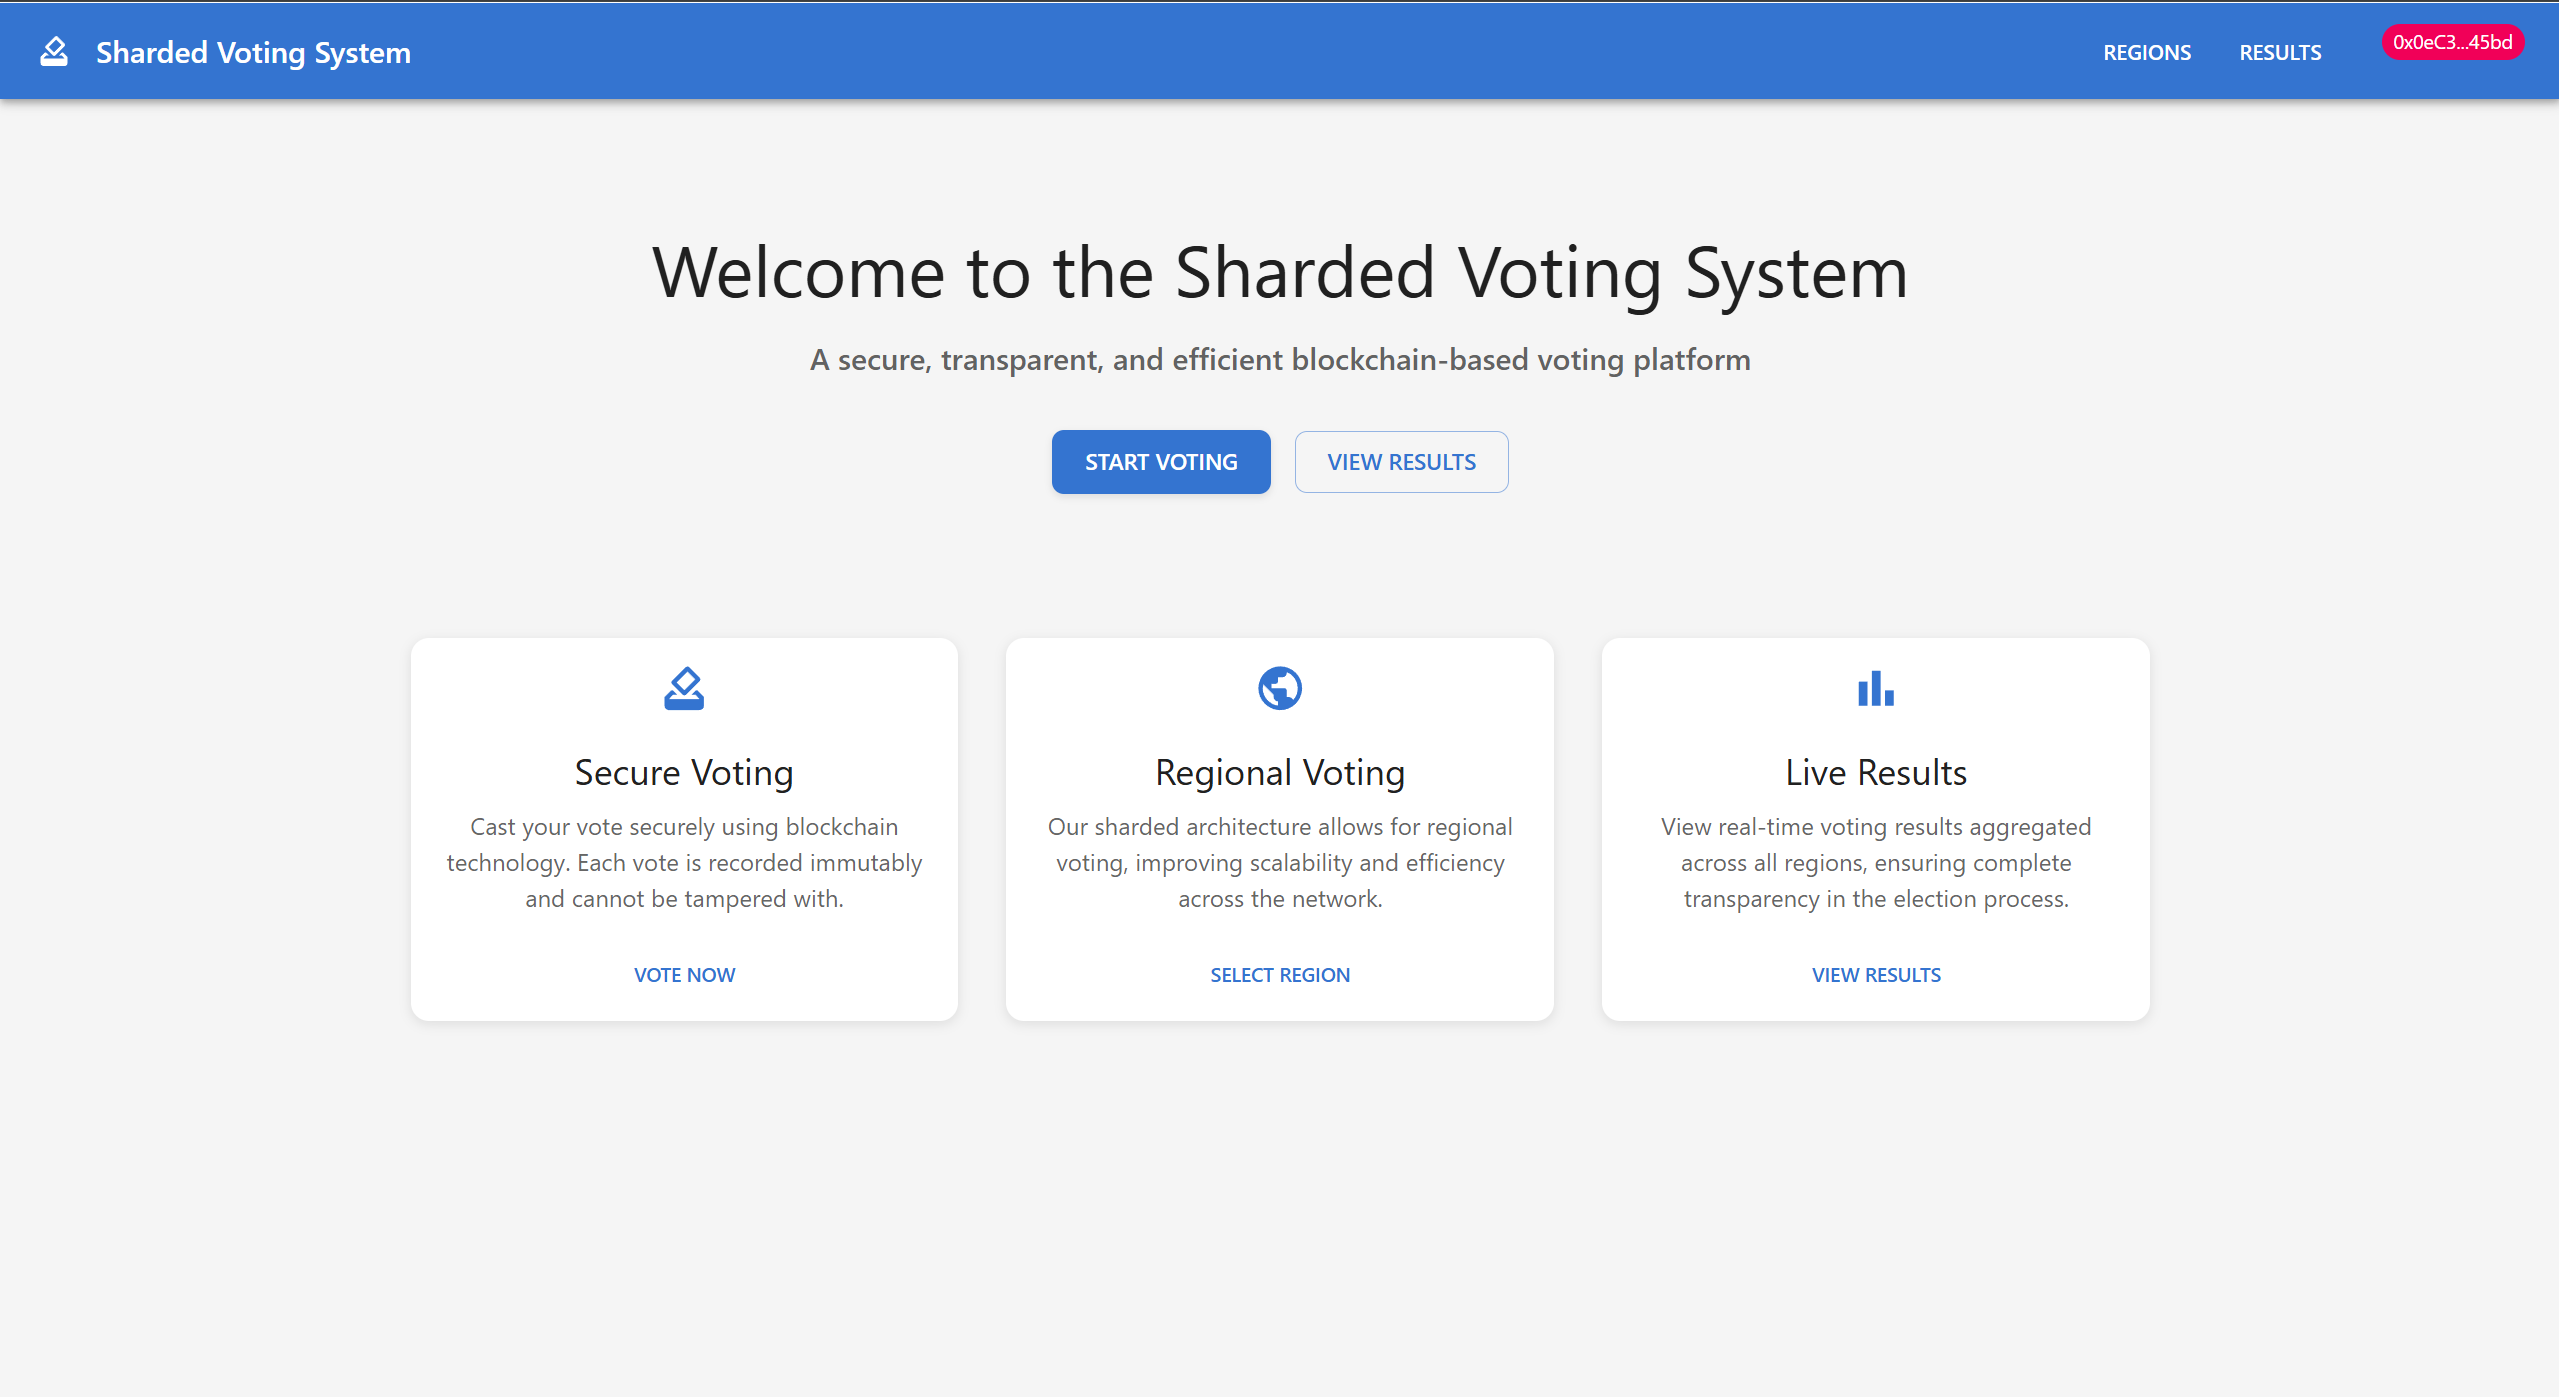 Sharded Voting System
REGIONS
RESULTS
0x0eC3...45bd
Welcome to the Sharded Voting System
A secure, transparent, and efficient blockchain-based voting platform
START VOTING
VIEW RESULTS
Secure Voting
Cast your vote securely using blockchain
technology. Each vote is recorded immutably
and cannot be tampered with.
VOTE NOW
Regional Voting
Our sharded architecture allows for regional
voting, improving scalability and efficiency
across the network.
SELECT REGION
Live Results
View real-time voting results aggregated
across all regions, ensuring complete
transparency in the election process.
VIEW RESULTS